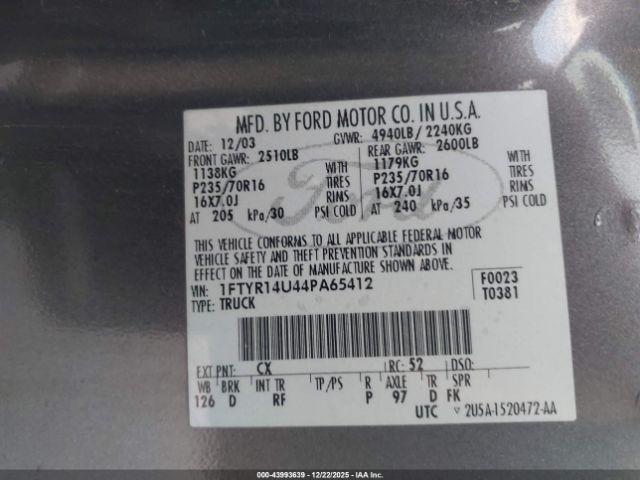 MFD. BY FORD MOTOR CO. IN U.S.A.
DATE: 12/03 GVWR: 4940LB/ 2240KG
FRONT GAWR: 2510LB REAR GAWR: 2600LB
1138KG WITH 1179KG WITH
P235/70R16 TIRES P235/70R16 TIRES
16X7.0J RIMS 16X7.0J RIMS
AT 205 kPa/30 PSI COLD AT 240 kPa/35 PSI COLD
Ford
THIS VEHICLE CONFORMS TO ALL APPLICABLE FEDERAL MOTOR
VEHICLE SAFETY AND THEFT PREVENTION STANDARDS IN
EFFECT ON THE DATE OF MANUFACTURE SHOWN ABOVE.
VIN: 1FTYR14U44PA65412 F0023
TYPE: TRUCK T0381
EXT PNT: CX RC: 52 DSO:
WB BRK INT TR TP/PS R AXLE TR SPR
126 D RF P 97 D FK
UTC 2U5A-1520472-AA
000-43993639 - 12/22/2025 - IAAI, Inc. - Copyright